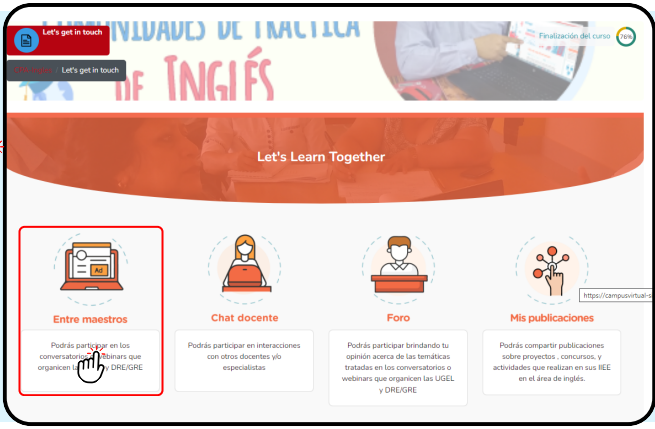 Let's get in touch
Finalización del curso 76%
DE INGLÉS
/ Let's get in touch
Let's Learn Together
Ad
Entre maestros
Chat docente
Foro
Mis publicaciones
https://campusvirtual-s
Podrás participar en los
conversatorios webinars que
organicen la y DRE/GRE
Podrás participar en interacciones
con otros docentes y/o
especialistas
Podrás participar brindando tu
opinión acerca de las temáticas
tratadas en los conversatorios o
webinars que organicen las UGEL
y DRE/GRE
Podrás compartir publicaciones
sobre proyectos , concursos, y
actividades que realizan en sus IIEE
en el área de inglés.